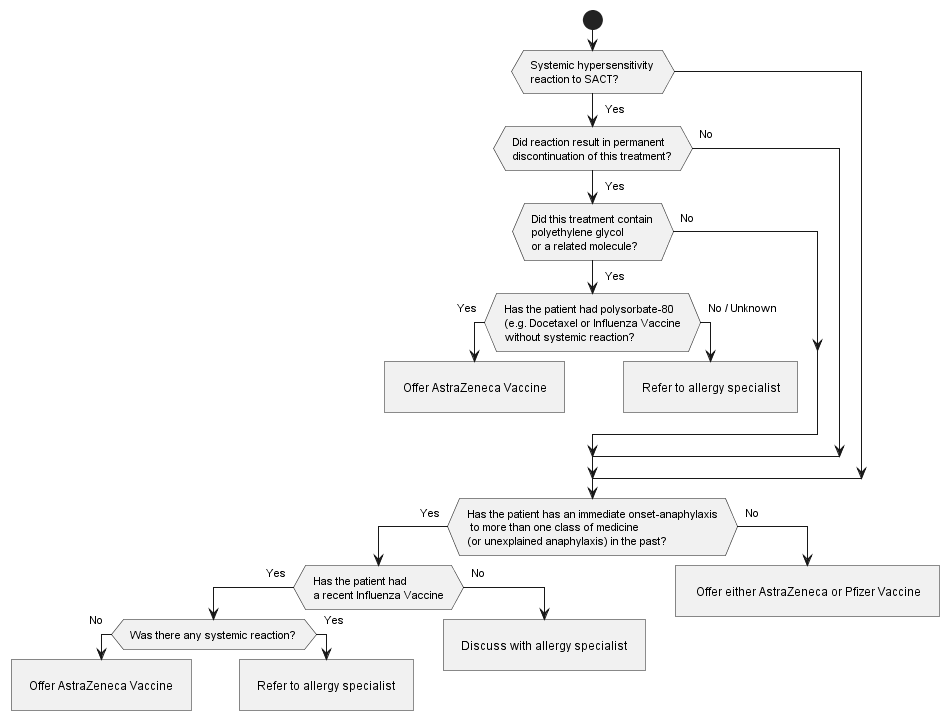 Systemic hypersensitivity
reaction to SACT?
Yes
Did reaction result in permanent
discontinuation of this treatment?
No
Yes
Did this treatment contain
polyethylene glycol
or a related molecule?
No
Yes
Yes
Has the patient had polysorbate-80
(e.g. Docetaxel or Influenza Vaccine
without systemic reaction?
No / Unknown
Offer AstraZeneca Vaccine
Refer to allergy specialist
Yes
Has the patient has an immediate onset-anaphylaxis
to more than one class of medicine
(or unexplained anaphylaxis) in the past?
No
Yes
Has the patient had
a recent Influenza Vaccine
No
Offer either AstraZeneca or Pfizer Vaccine
No
Was there any systemic reaction?
Yes
Discuss with allergy specialist
Offer AstraZeneca Vaccine
Refer to allergy specialist